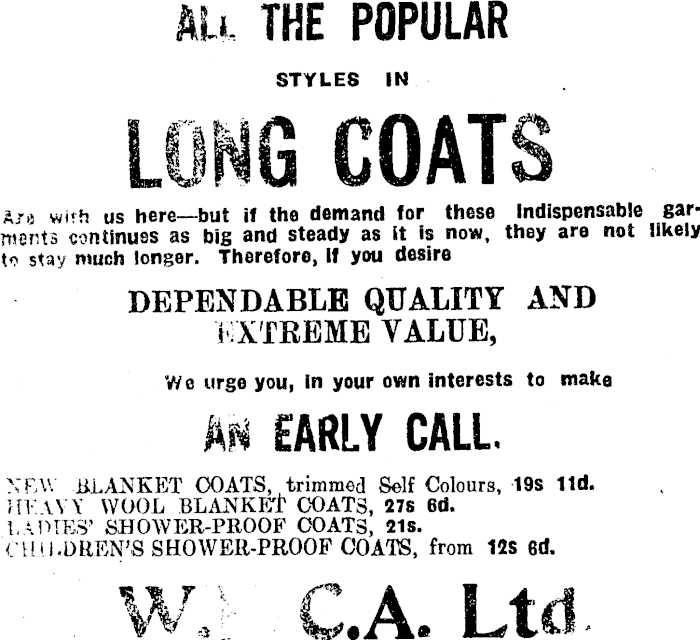 ALL THE POPULAR
STYLES IN
LONG COATS
Are with us here—but if the demand for these Indispensable gar-
ments continues as big and steady as it is now, they are not likely
to stay much longer. Therefore, if you desire
DEPENDABLE QUALITY AND
EXTREME VALUE,
We urge you, in your own interests to make
AN EARLY CALL.
NEW BLANKET COATS, trimmed Self Colours, 19s 11d.
HEAVY WOOL BLANKET COATS, 27s 6d.
LADIES' SHOWER-PROOF COATS, 21s.
CHILDREN'S SHOWER-PROOF COATS, from 12s 6d.
W. C.A. Ltd.